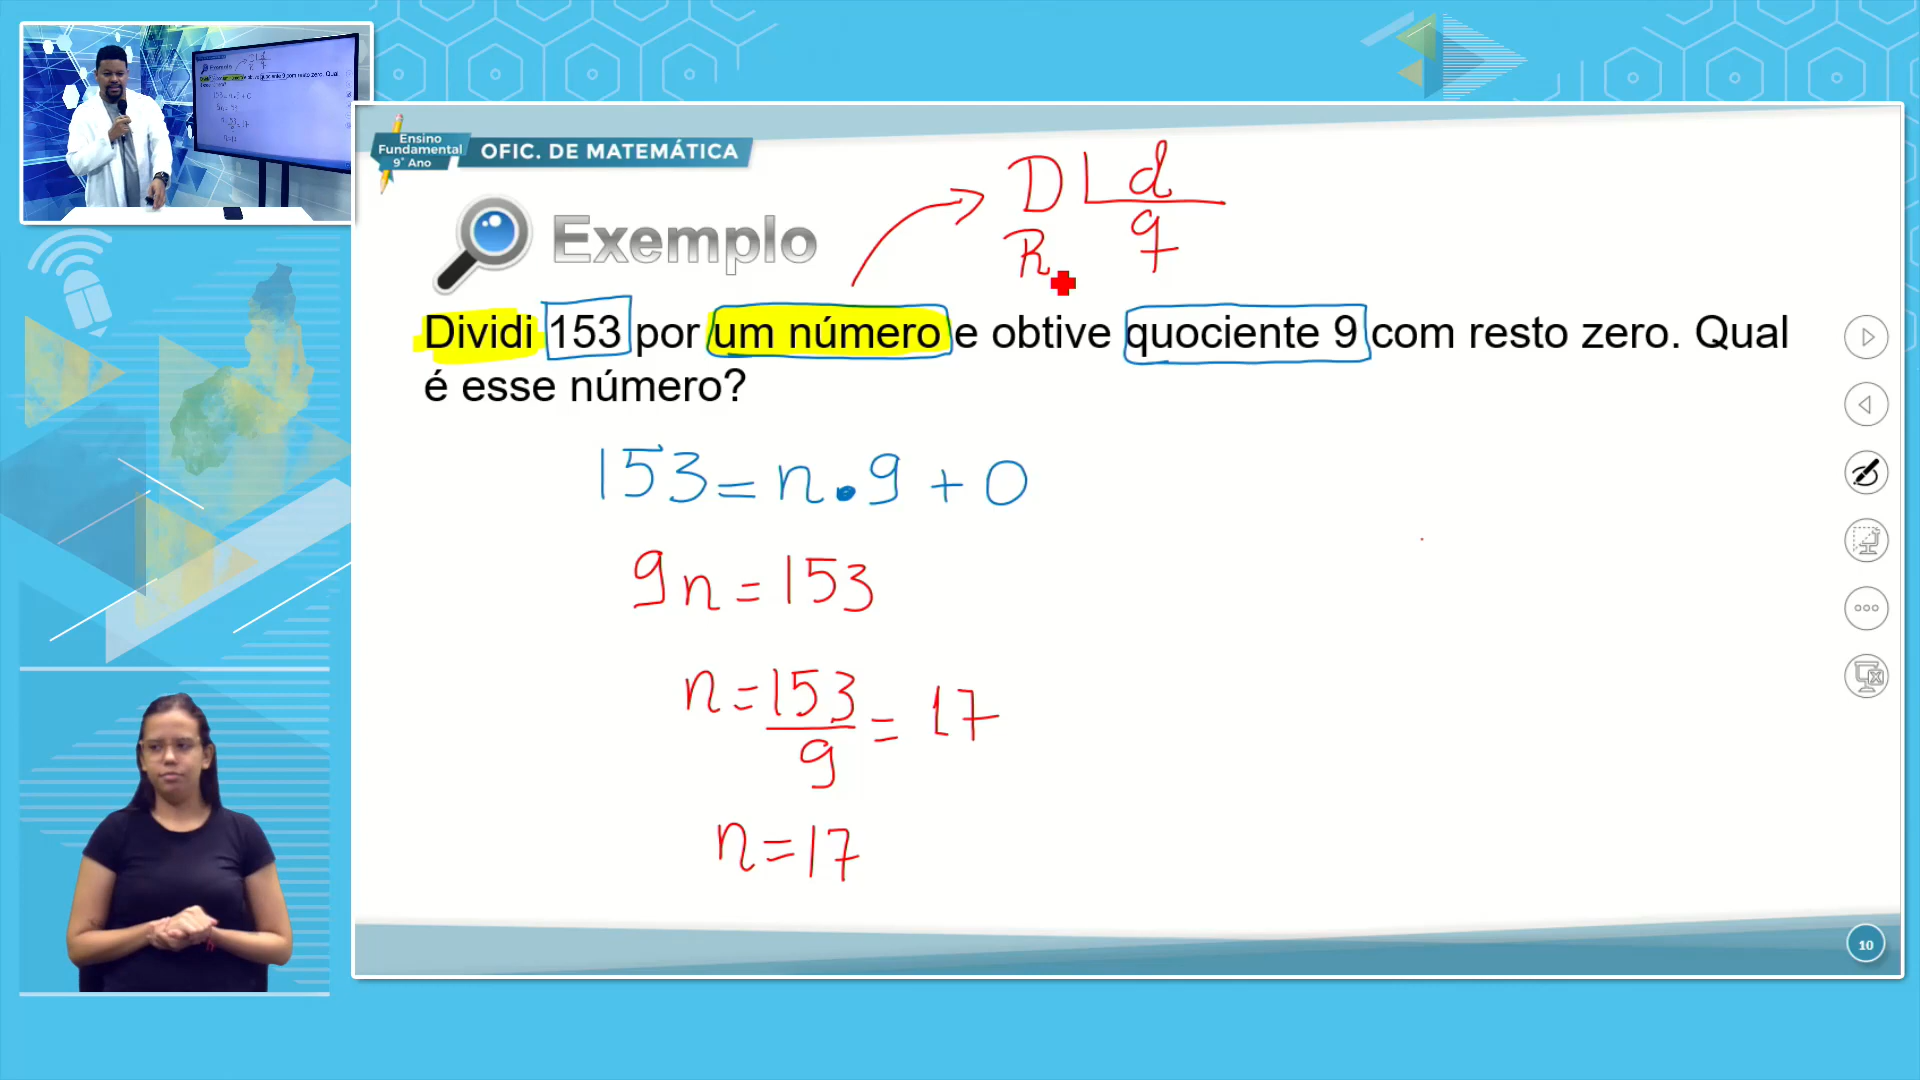 Ensino
Fundamental
9° Ano
OFIC. DE MATEMÁTICA
D d
R q
Exemplo
Dividi 153 por um número e obtive quociente 9 com resto zero. Qual
é esse número?
153 = n . 9 + 0
9n = 153
n = 153/9 = 17
n = 17
10